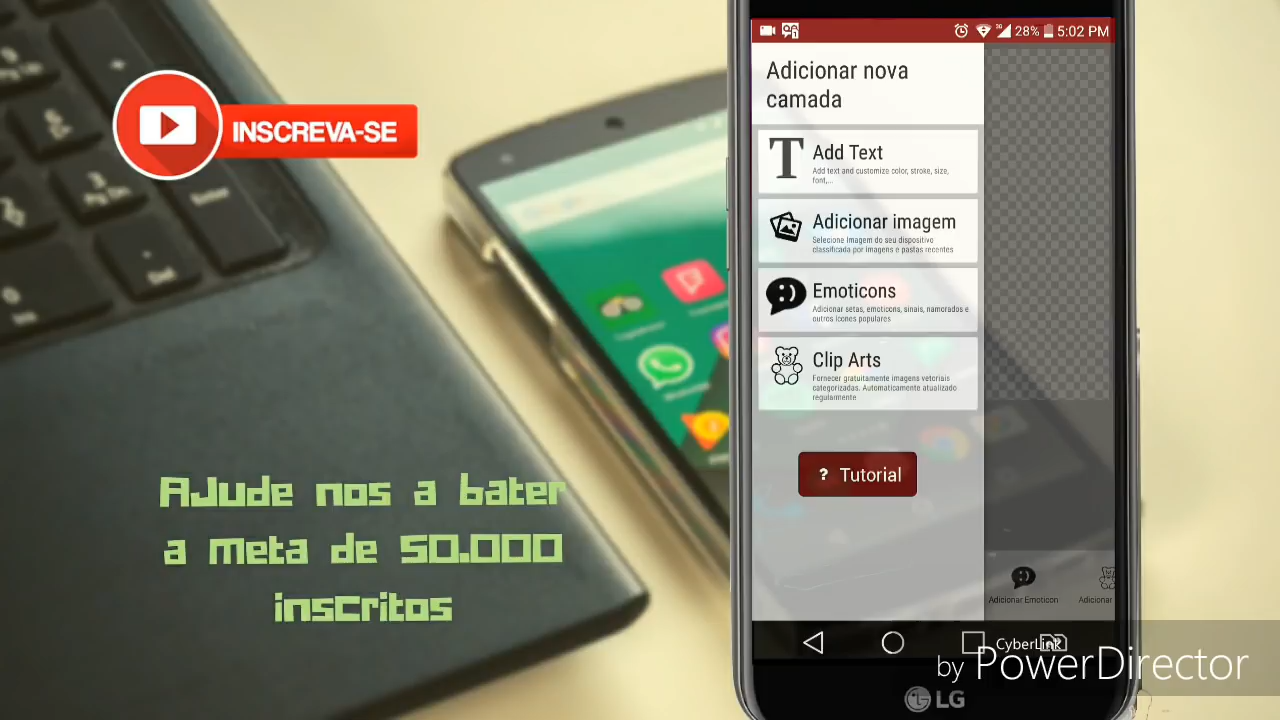 INSCREVA-SE
AJude nos a bater
a meta de 50.000
inscritos
28% 5:02 PM
Adicionar nova
camada
Add Text
Add text and customize color, stroke, size,
font,...
Adicionar imagem
Selecione Imagem do seu dispositivo
classificada por imagens e pastas recentes
Emoticons
Adicionar setas, emoticons, sinais, namorados e
outros ícones populares
Clip Arts
Fornecer gratuitamente imagens vetoriais
categorizadas. Automaticamente atualizado
regularmente
? Tutorial
Adicionar Emoticon
Adicionar
CyberLink
by PowerDirector
LG